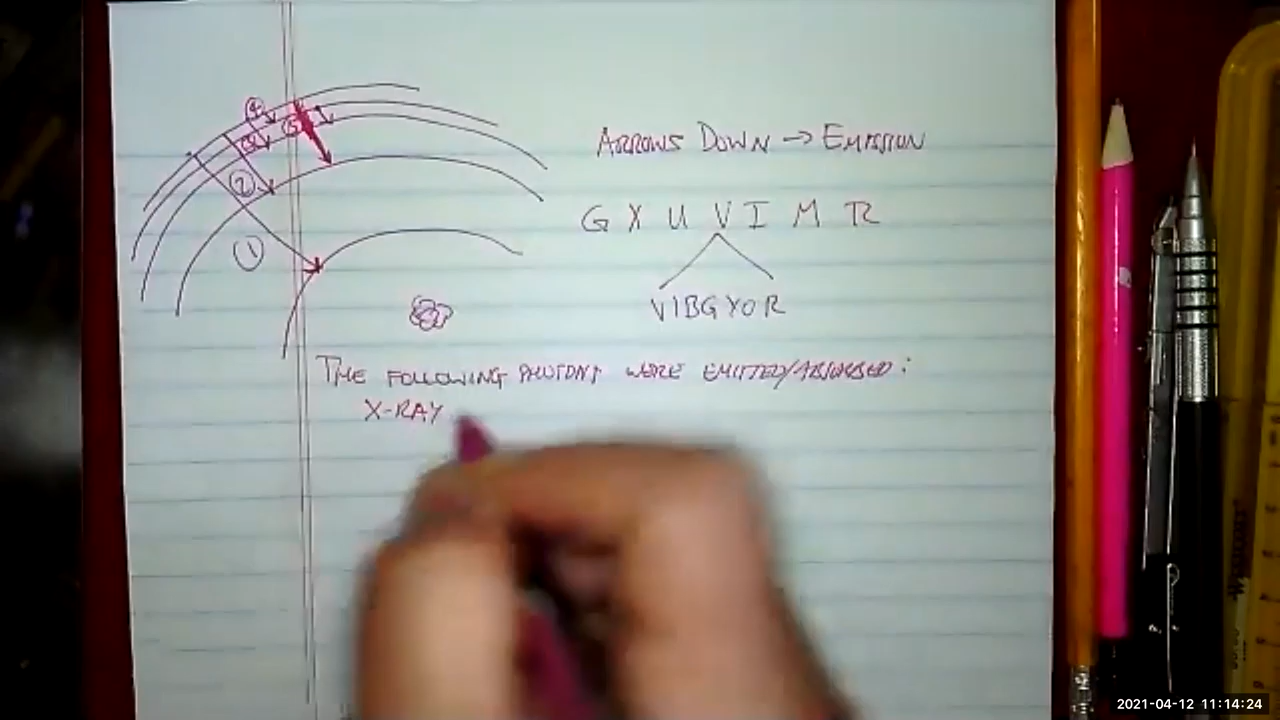 ④
③
⑤
②
①
ARROWS DOWN → EMISSION
G X U V I M R
VIBGYOR
THE FOLLOWING PHOTONS WERE EMITTED/ABSORBED:
X-RAY
2021-04-12 11:14:24